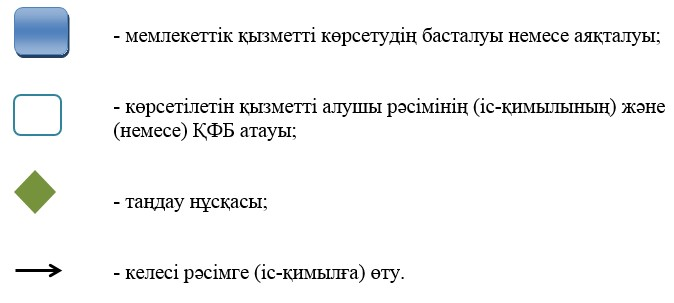 - мемлекеттік қызметті көрсетудің басталуы немесе аяқталуы;
- көрсетілетін қызметті алушы рәсімінің (іс-қимылының) және
(немесе) ҚФБ атауы;
- таңдау нұсқасы;
- келесі рәсімге (іс-қимылға) өту.